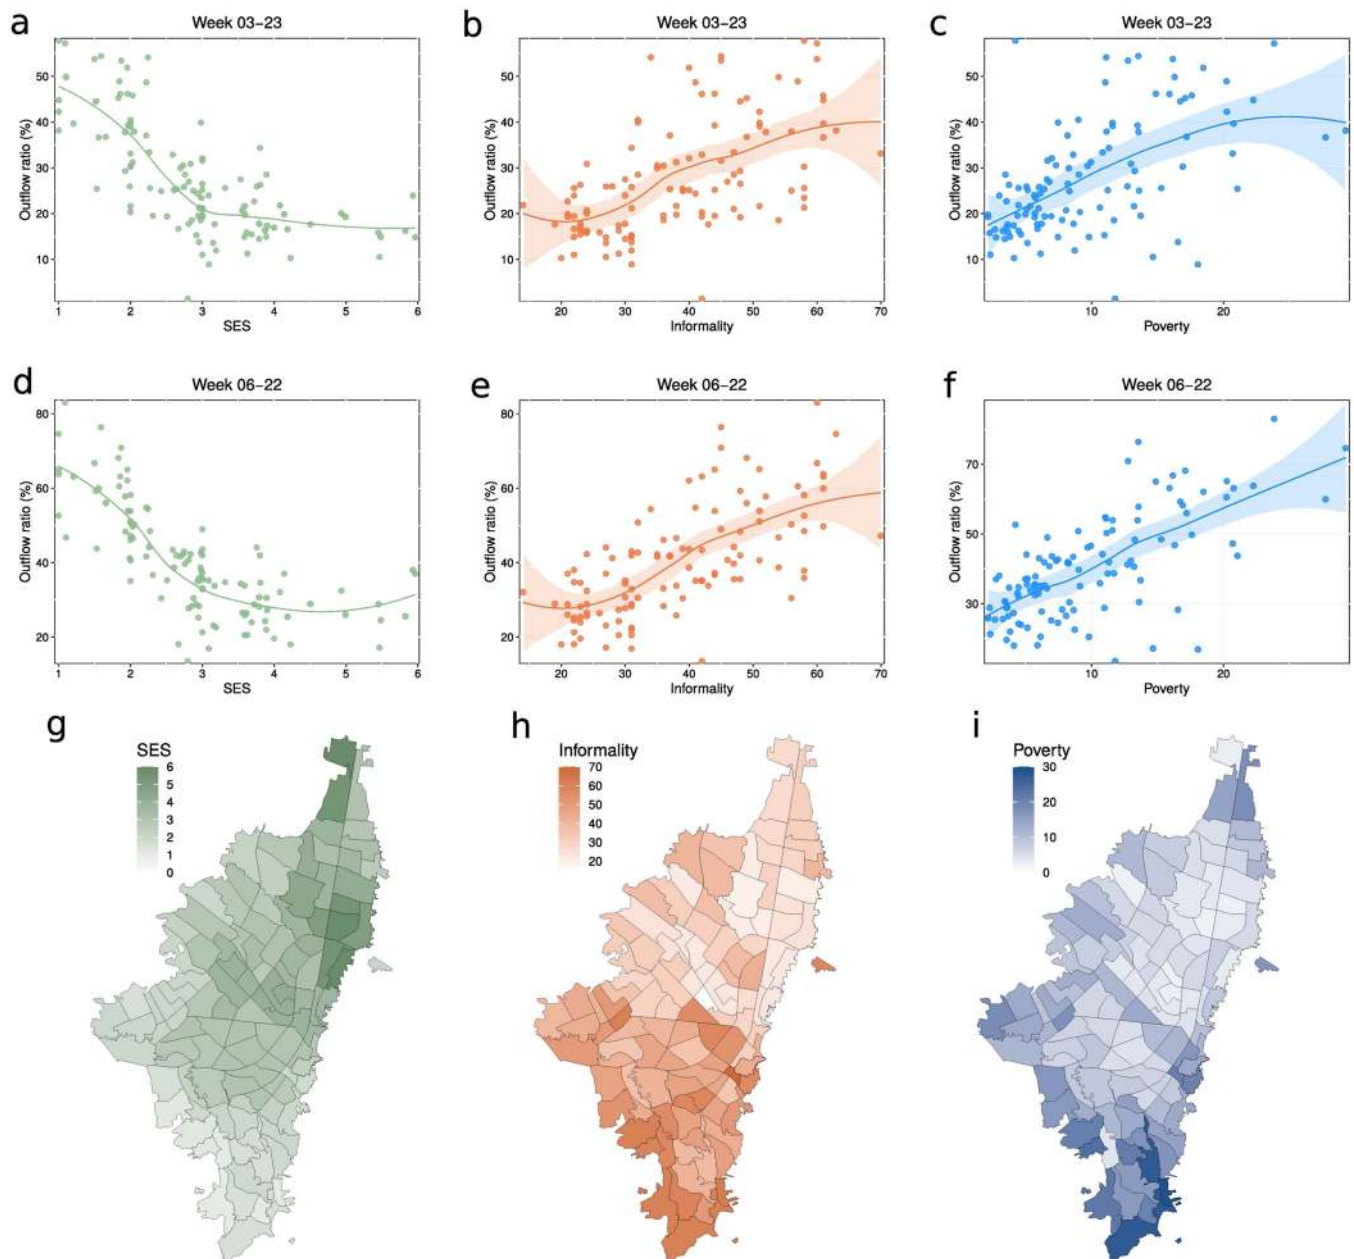 a
Week 03-23
Outflow ratio (%)
50
40
30
20
10
1 2 3 4 5 6
SES
b
Week 03-23
Outflow ratio (%)
50
40
30
20
10
20 30 40 50 60 70
Informality
c
Week 03-23
Outflow ratio (%)
50
40
30
20
10
10 20
Poverty
d
Week 06-22
Outflow ratio (%)
80
60
40
20
1 2 3 4 5 6
SES
e
Week 06-22
Outflow ratio (%)
80
60
40
20
20 30 40 50 60 70
Informality
f
Week 06-22
Outflow ratio (%)
70
50
30
10 20
Poverty
g
SES
6
5
4
3
2
1
0
h
Informality
70
60
50
40
30
20
i
Poverty
30
20
10
0